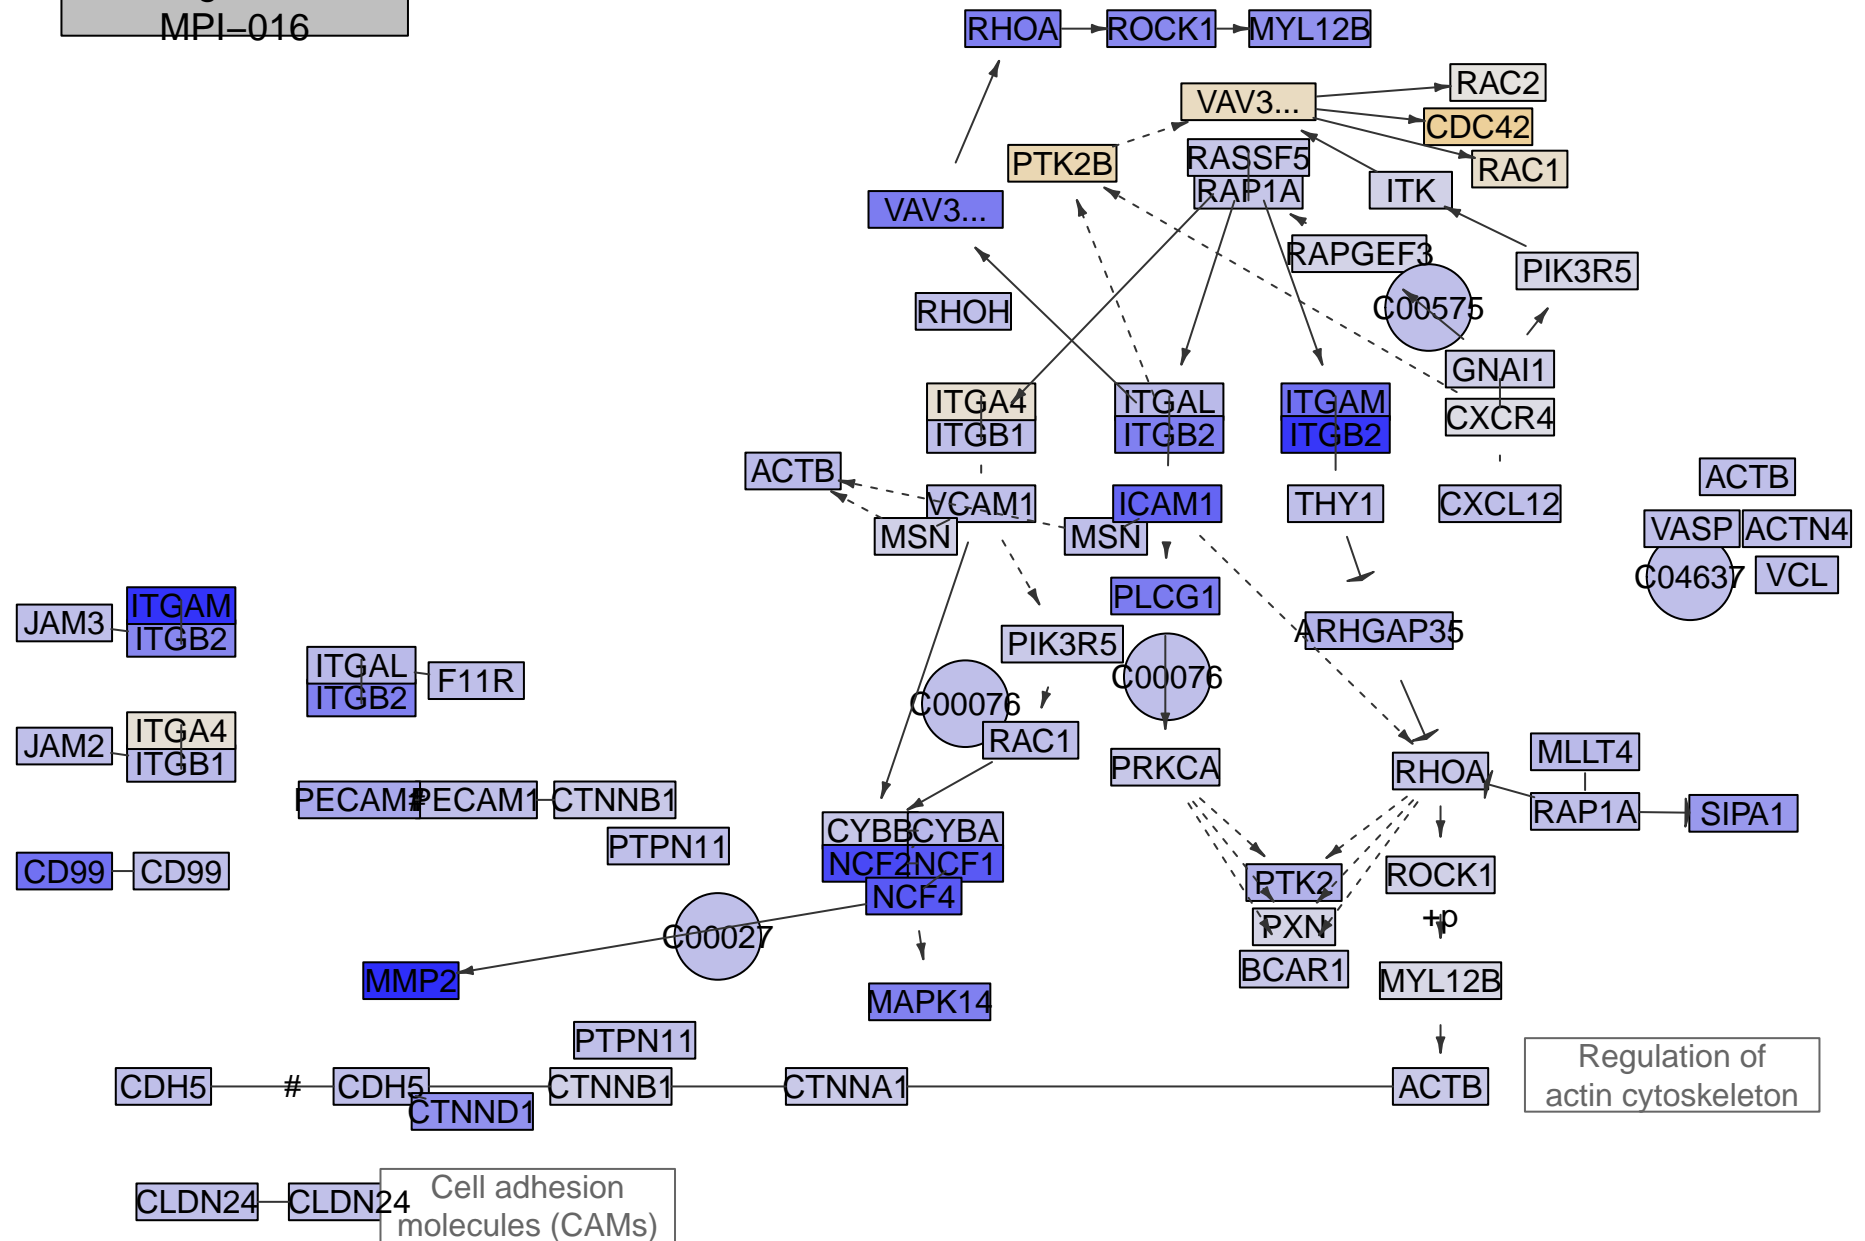 MPI−016
RHOA
ROCK1
MYL12B
RAC2
VAV3...
CDC42
PTK2B
RASSF5
RAC1
RAP1A
ITK
VAV3...
RAPGEF3
PIK3R5
RHOH
C00575
GNAI1
ITGA4
ITGAL
ITGAM
CXCR4
ITGB1
ITGB2
ITGB2
ACTB
ACTB
VCAM1
ICAM1
THY1
CXCL12
MSN
MSN
VASP
ACTN4
C04637
VCL
PLCG1
ITGAM
JAM3
ITGB2
ARHGAP35
PIK3R5
ITGAL
F11R
C00076
ITGB2
C00076
ITGA4
JAM2
ITGB1
RAC1
MLLT4
PRKCA
RHOA
PECAM1
#
PECAM1
CTNNB1
RAP1A
SIPA1
CYBB
CYBA
PTPN11
CD99
CD99
NCF2
NCF1
ROCK1
PTK2
NCF4
+p
PXN
C00027
BCAR1
MMP2
MYL12B
MAPK14
PTPN11
CDH5
#
CDH5
CTNNB1
CTNNA1
ACTB
CTNND1
Regulation of
actin cytoskeleton
CLDN24
CLDN24
Cell adhesion
molecules (CAMs)